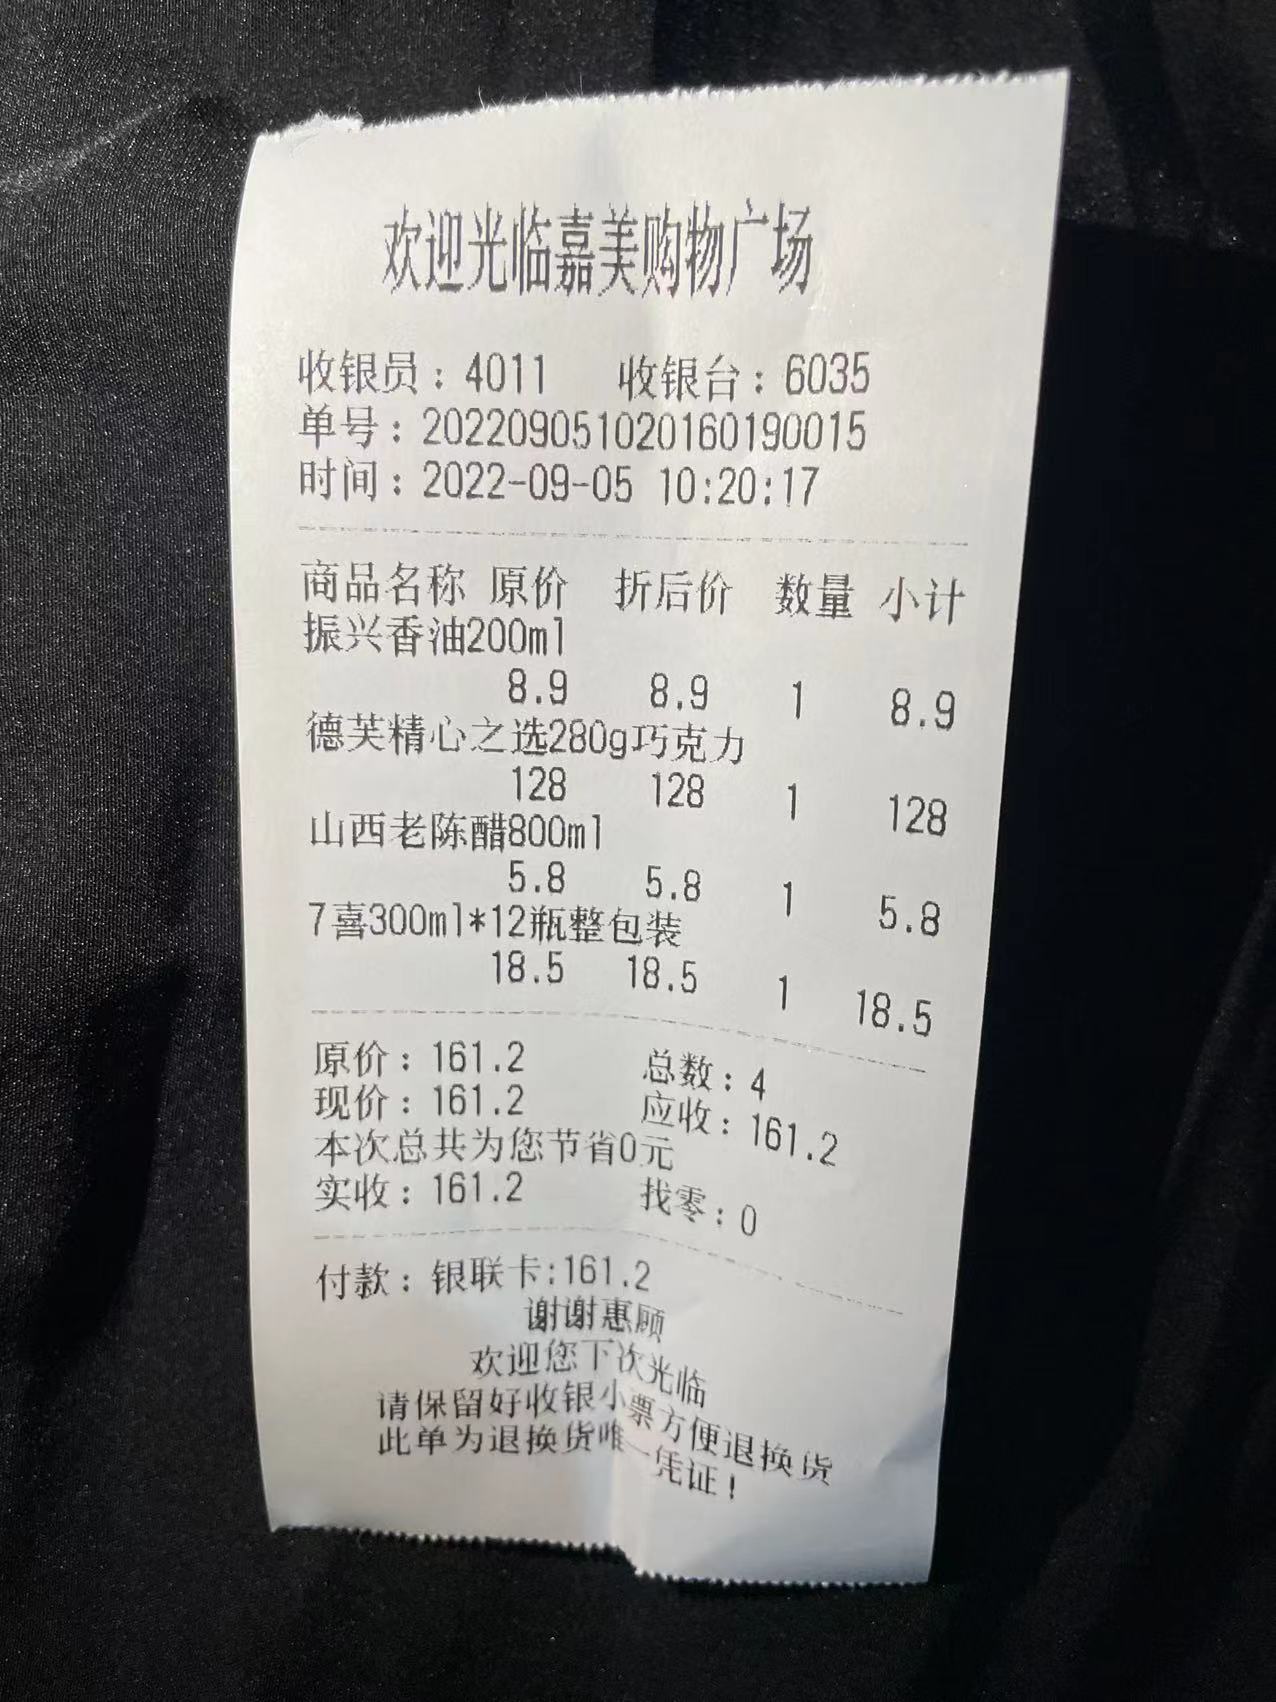 欢迎光临嘉美购物广场
收银员：4011 收银台：6035
单号：202209051020160190015
时间：2022-09-05 10:20:17
商品名称 原价 折后价 数量 小计
振兴香油200ml
8.9 8.9 1 8.9
德芙精心之选280g巧克力
128 128 1 128
山西老陈醋800ml
5.8 5.8 1 5.8
7喜300ml*12瓶整包装
18.5 18.5 1 18.5
原价：161.2 总数：4
现价：161.2 应收：161.2
本次总共为您节省0元
实收：161.2 找零：0
付款：银联卡:161.2
谢谢惠顾
欢迎您下次光临
请保留好收银小票方便退换货
此单为退换货唯一凭证！